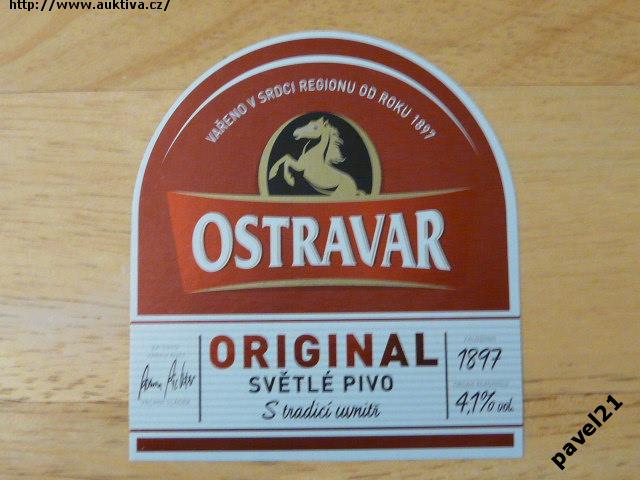 http://www.auktiva.cz/
VAŘENO V SRDCI REGIONU OD ROKU 1897
OSTRAVAR
ORIGINAL
SVĚTLÉ PIVO
S tradicí uvnitř
1897
4,1% vol.
pavel21